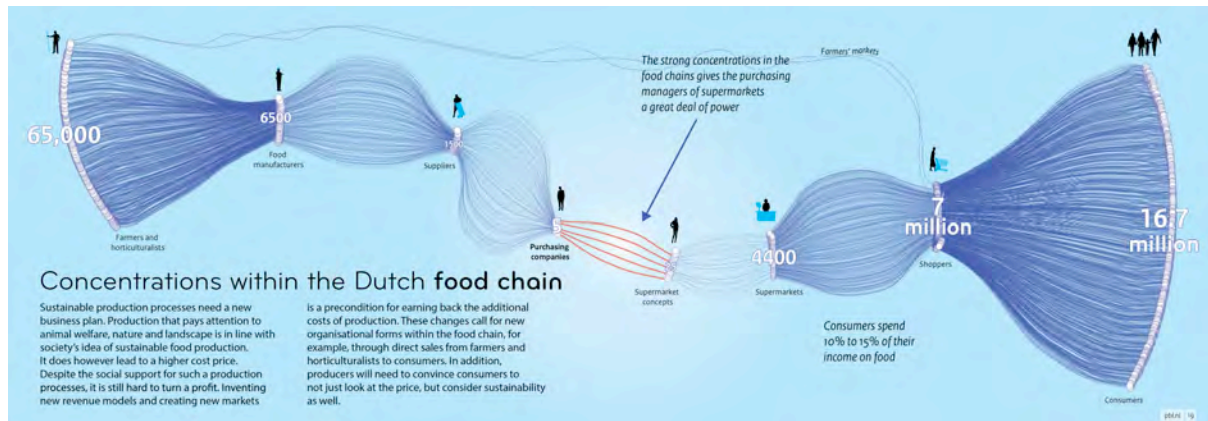 65,000
Farmers and
horticulturalists
6500
Food
manufacturers
1500
Suppliers
5
Purchasing
companies
The strong concentrations in the
food chains gives the purchasing
managers of supermarkets
a great deal of power
Supermarket
concepts
4400
Supermarkets
Farmers' markets
7
million
Shoppers
16.7
million
Consumers
Consumers spend
10% to 15% of their
income on food
Concentrations within the Dutch food chain
Sustainable production processes need a new
business plan. Production that pays attention to
animal welfare, nature and landscape is in line with
society's idea of sustainable food production.
It does however lead to a higher cost price.
Despite the social support for such a production
processes, it is still hard to turn a profit. Inventing
new revenue models and creating new markets
is a precondition for earning back the additional
costs of production. These changes call for new
organisational forms within the food chain, for
example, through direct sales from farmers and
horticulturalists to consumers. In addition,
producers will need to convince consumers to
not just look at the price, but consider sustainability
as well.
pbl.nl 19